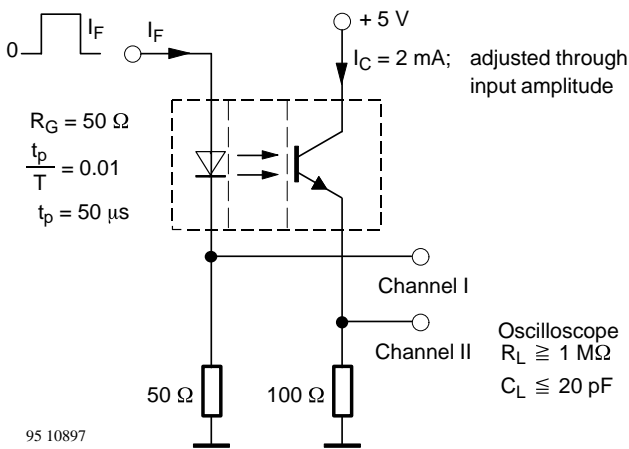 0
I_F
I_F
+ 5 V
I_C = 2 mA; adjusted through
input amplitude
R_G = 50 Ω
t_p
T
= 0.01
t_p = 50 μs
Channel I
Channel II
Oscilloscope
R_L ≧ 1 MΩ
C_L ≦ 20 pF
50 Ω
100 Ω
95 10897